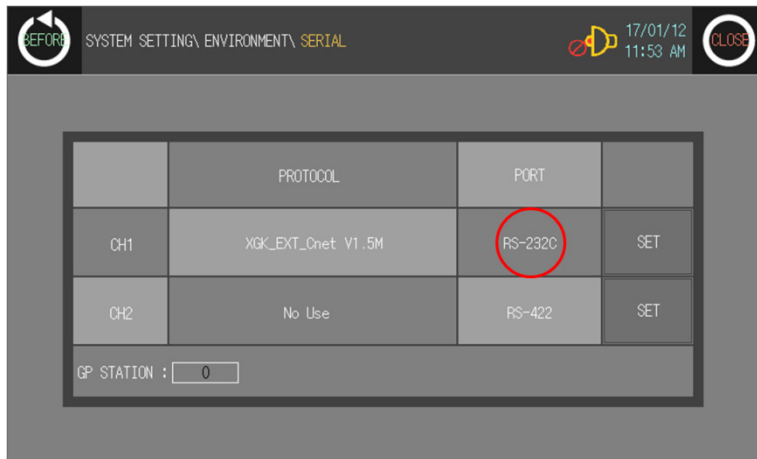 BEFORE SYSTEM SETTING\ ENVIRONMENT\ SERIAL 17/01/12 CLOSE
11:53 AM
PROTOCOL PORT
CH1 XGK_EXT_Cnet V1.5M RS-232C SET
CH2 No Use RS-422 SET
GP STATION : 0